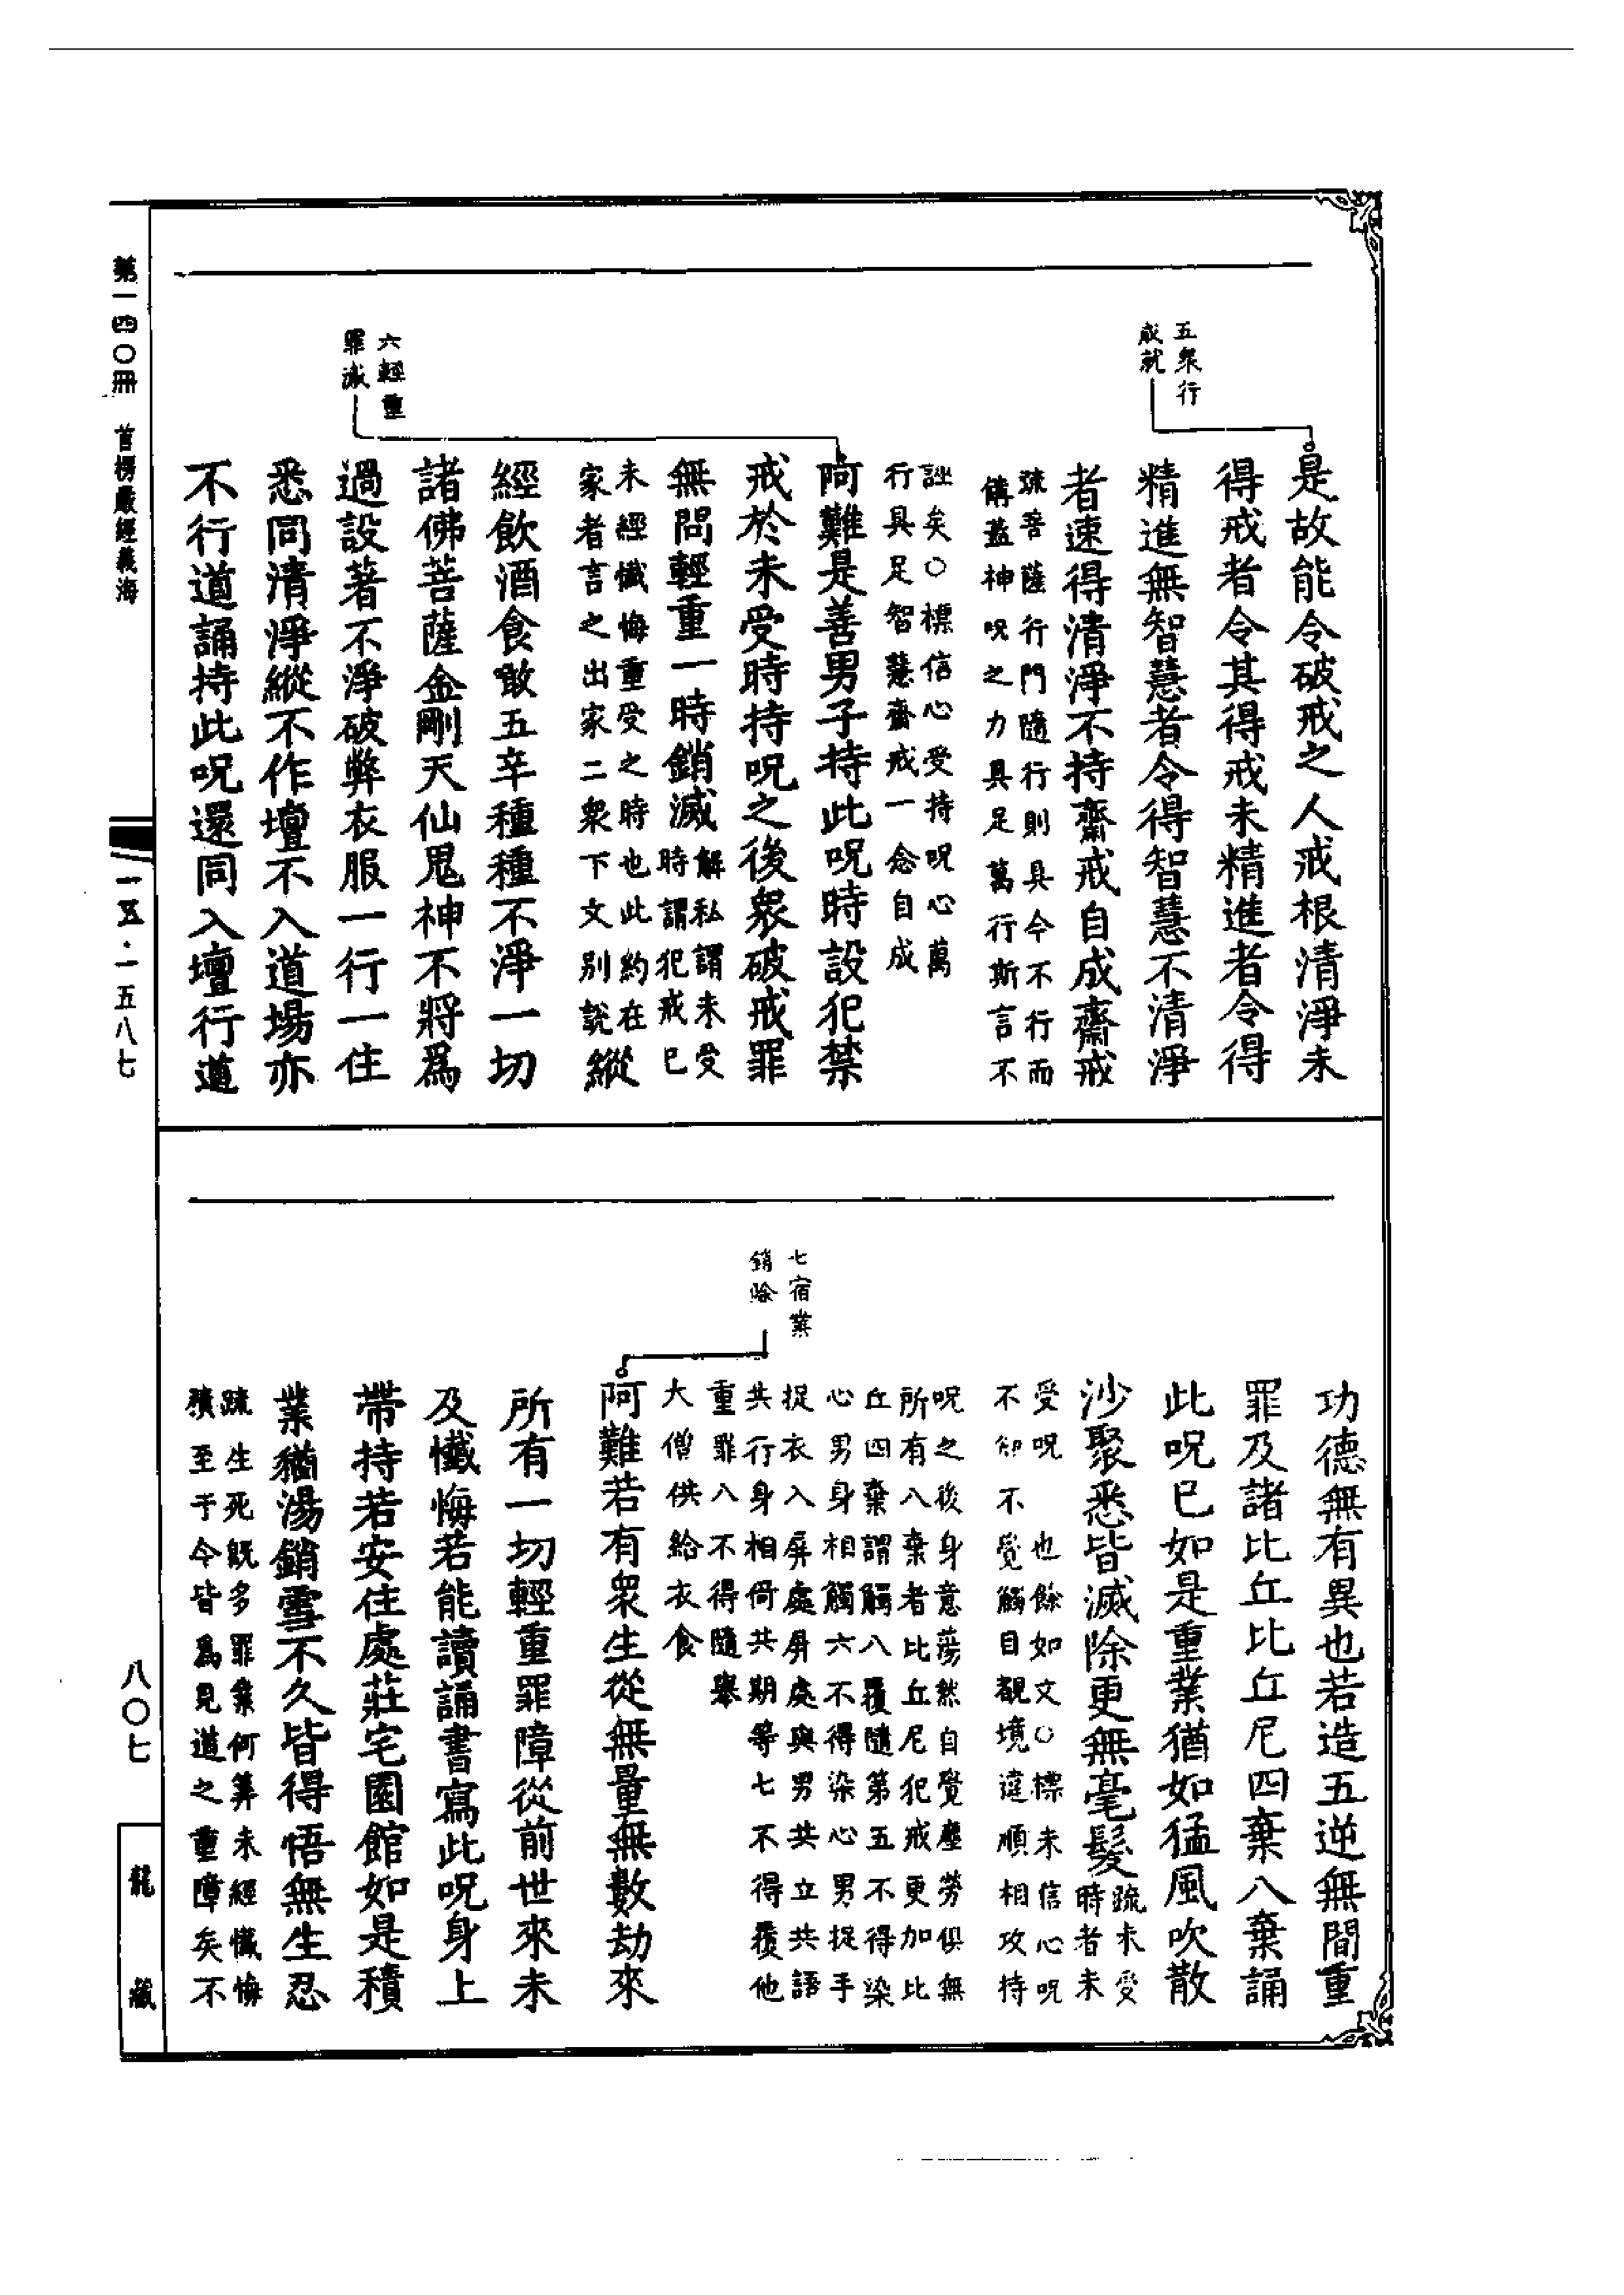 五衆行
成就
是故能令破戒之人戒根清淨未
得戒者令其得戒未精進者令得
精進無智慧者令得智慧不清淨
者速得清淨不持齋戒自成齋戒
疏菩薩行門隨行則具今不行而
備蓋神呪之力具足萬行斯言不
誣矣○標信心受持呪心萬
行具足智慧齋戒一念自成
六輕重
罪滅
阿難是善男子持此呪時設犯禁
戒於未受時持呪之後衆破戒罪
無問輕重一時銷滅
解私謂未受
時謂犯戒已
未經懺悔重受之時也此約在
家者言之出家二衆下文別説
縱
經飲酒食噉五辛種種不淨一切
諸佛菩薩金剛天仙鬼神不將爲
過設著不淨破弊衣服一行一住
悉同清淨縱不作壇不入道場亦
不行道誦持此呪還同入壇行道
第一四〇冊 首楞嚴經義海
一五·一五八七
功德無有異也若造五逆無間重
罪及諸比丘比丘尼四棄八棄誦
此呪已如是重業猶如猛風吹散
沙聚悉皆滅除更無毫髮
疏未受
時者未
受呪 也餘如文○標未信心呪
不 不覺觸目覩境違順相攻持
呪之後身意蕩然自覺塵勞俱無
所有八棄者比丘尼犯戒更加比
丘四棄謂觸八覆隨第五不得染
心男身相觸六不得染心男捉手
捉衣入屏處屏處與男共立共語
共行身相倚共期等七不得覆他
重罪八不得隨舉
大僧供給衣食
七宿業
銷除
阿難若有衆生從無量無數劫來
所有一切輕重罪障從前世來未
及懺悔若能讀誦書寫此呪身上
帶持若安住處莊宅園館如是積
業猶湯銷雪不久皆得悟無生忍
疏生死既多罪業何筭未經懺悔
積至于今皆爲見道之重障矣不
八〇七
龍藏